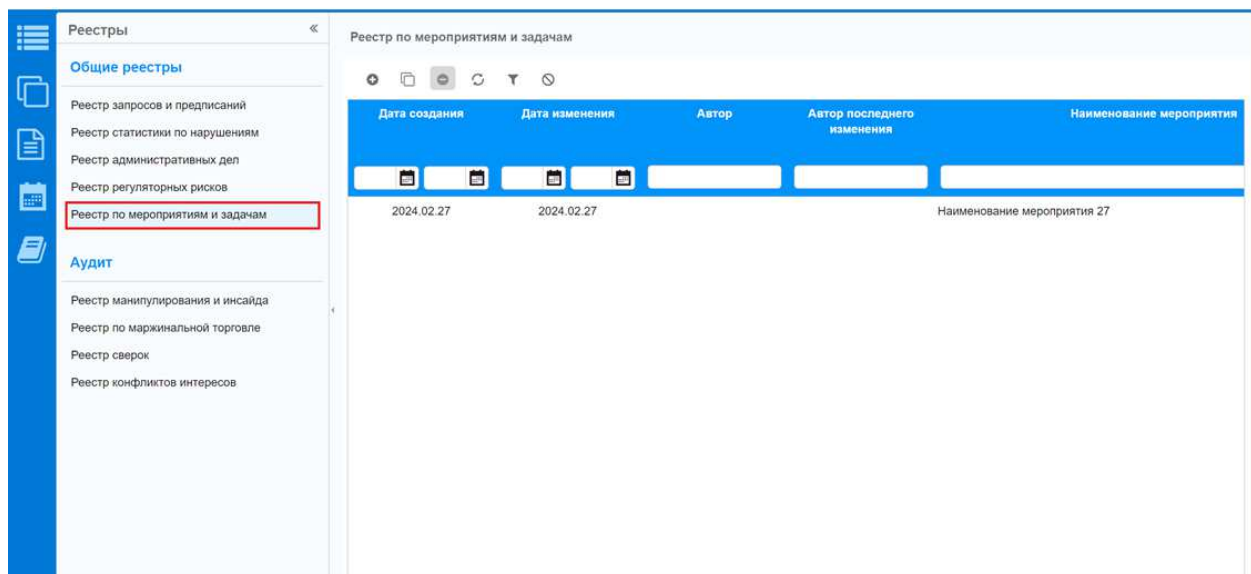 Реестры
Общие реестры
Реестр запросов и предписаний
Реестр статистики по нарушениям
Реестр административных дел
Реестр регуляторных рисков
Реестр по мероприятиям и задачам
Аудит
Реестр манипулирования и инсайда
Реестр по маржинальной торговле
Реестр сверок
Реестр конфликтов интересов
Реестр по мероприятиям и задачам
Дата создания
Дата изменения
Автор
Автор последнего
изменения
Наименование мероприятия
2024.02.27
2024.02.27
Наименование мероприятия 27